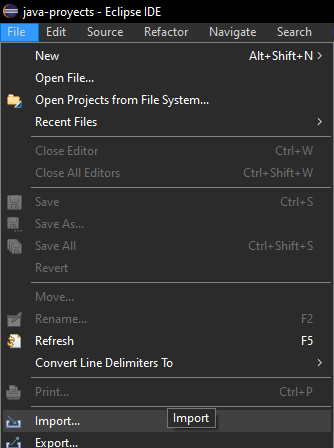 java-proyects - Eclipse IDE
File Edit Source Refactor Navigate Search
New Alt+Shift+N >
Open File...
Open Projects from File System...
Recent Files >
Close Editor Ctrl+W
Close All Editors Ctrl+Shift+W
Save Ctrl+S
Save As...
Save All Ctrl+Shift+S
Revert
Move...
Rename... F2
Refresh F5
Convert Line Delimiters To >
Print... Ctrl+P
Import... Import
Export...